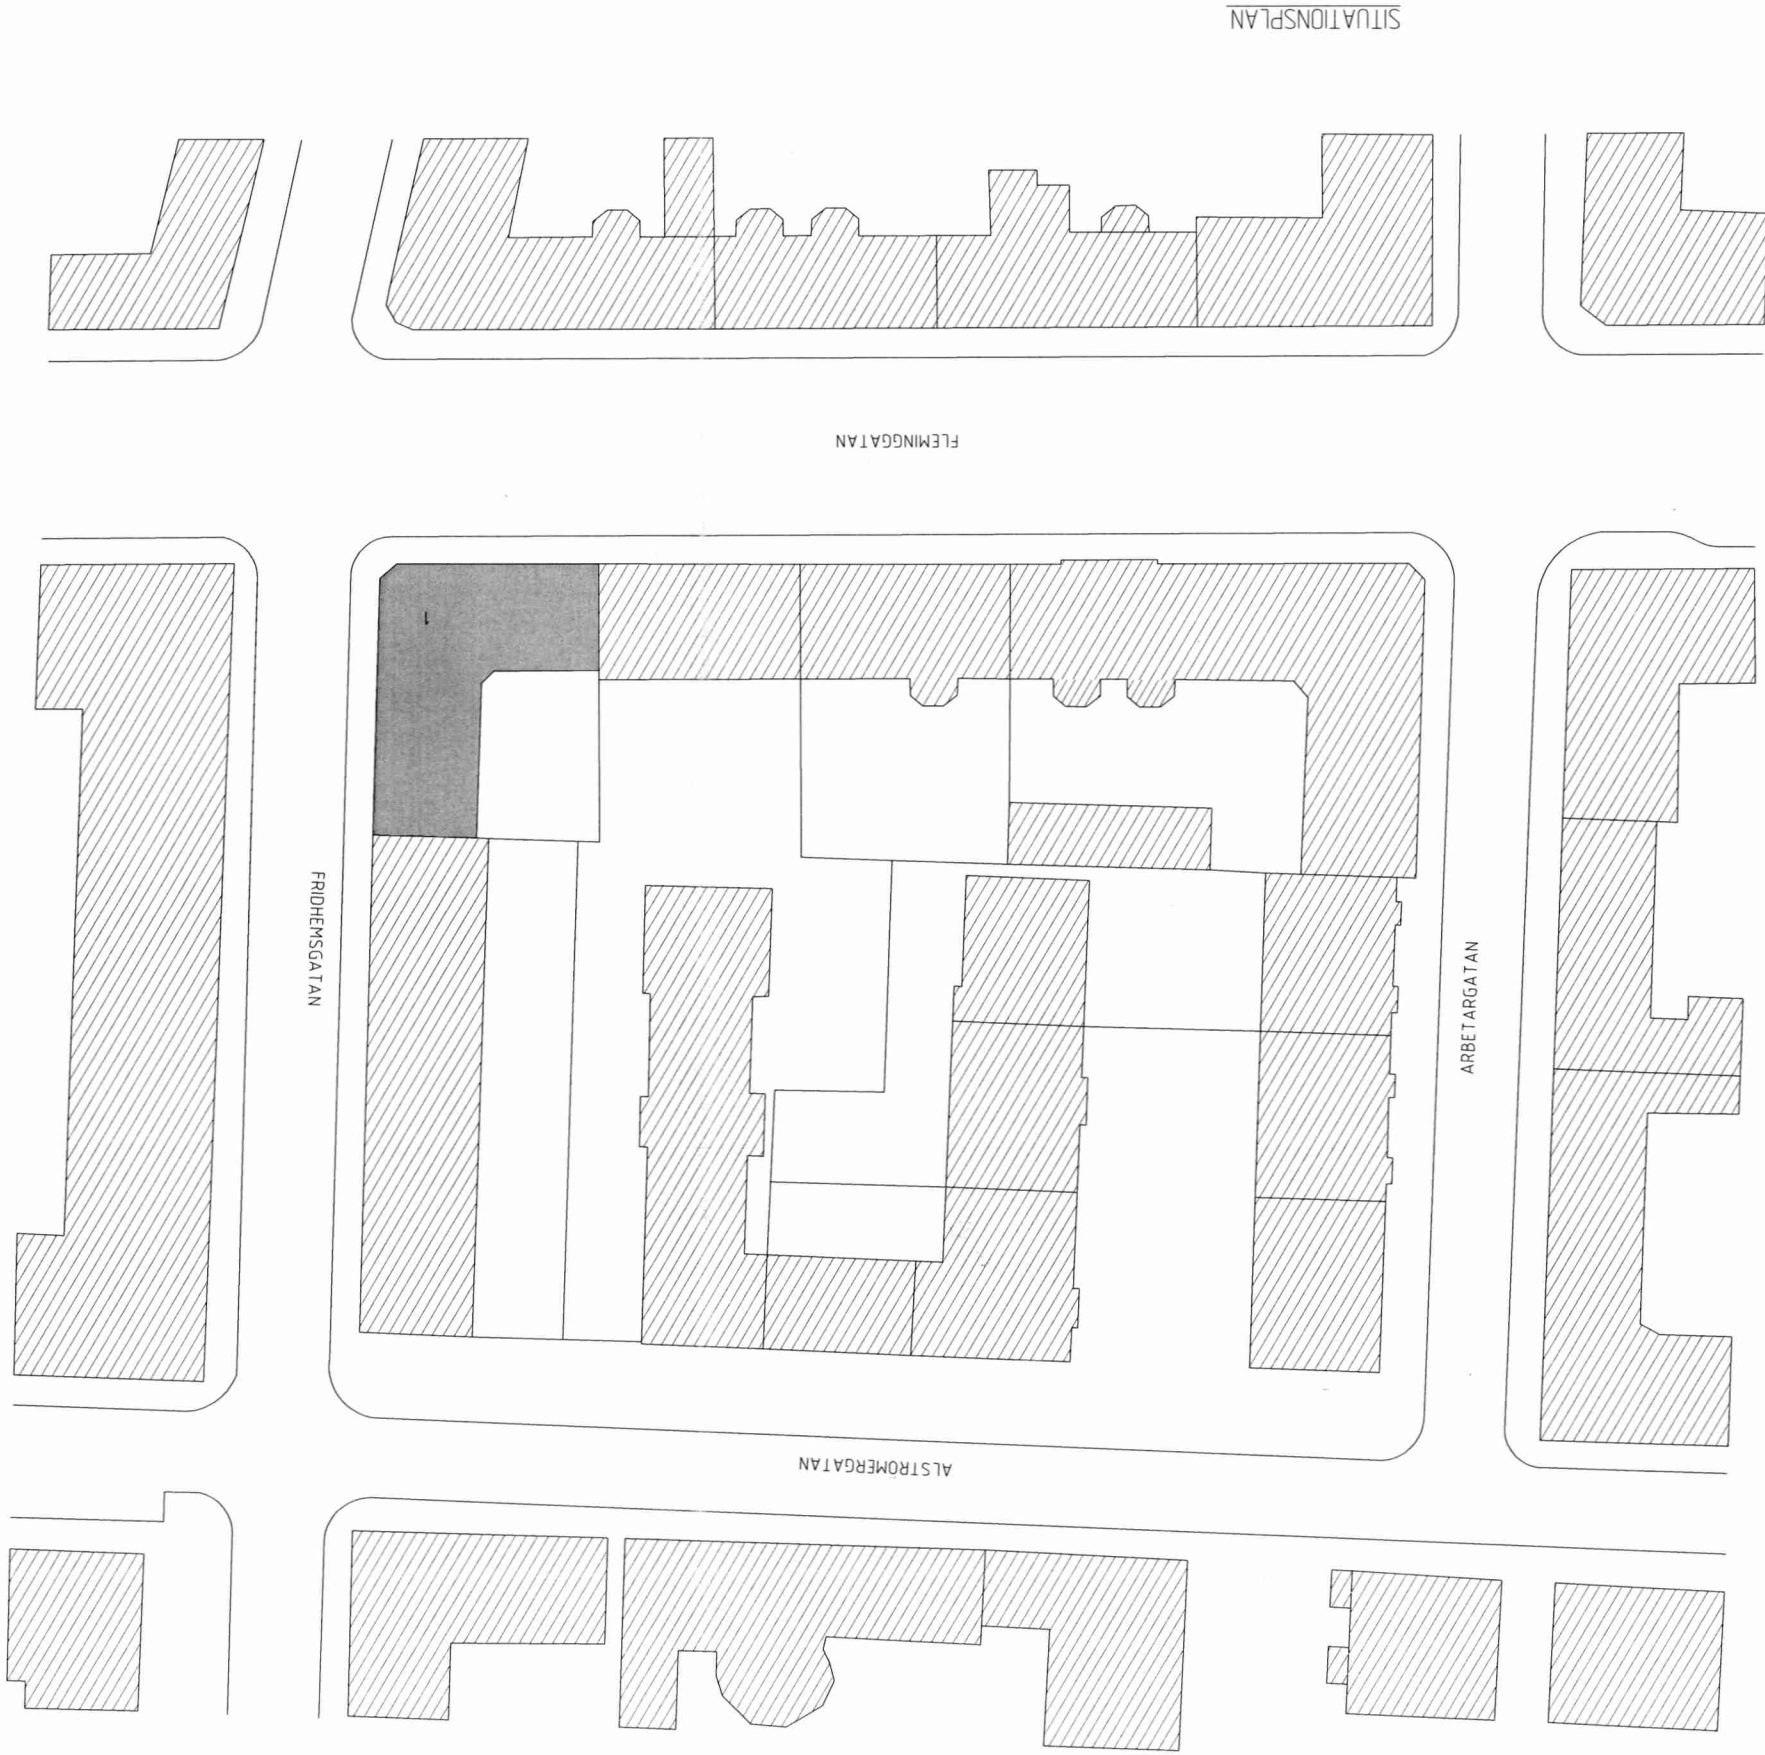 SITUATIONSPLAN
FLEMINGGATAN
1
FRIDHEMSGATAN
ARBETARGATAN
ALSTRÖMERGATAN